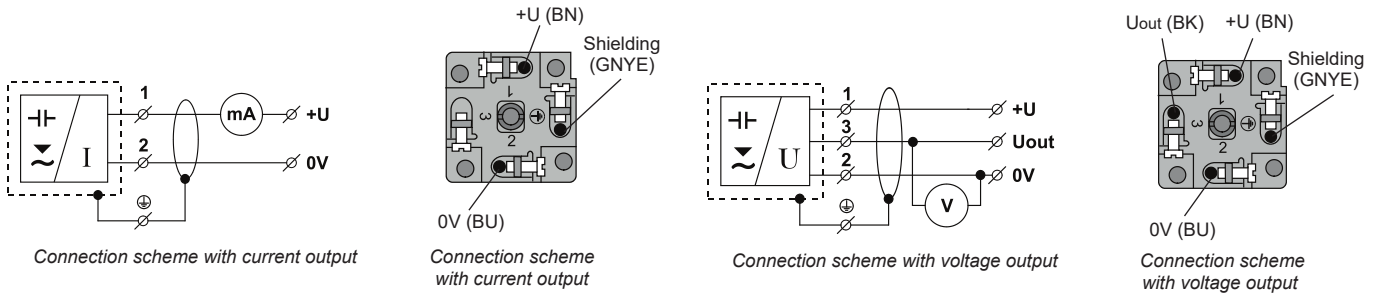 1
2
I
mA
+U
0V
Connection scheme with current output
+U (BN)
Shielding
(GNYE)
1
3
2
0V (BU)
Connection scheme
with current output
1
3
2
U
+U
Uout
0V
V
Connection scheme with voltage output
Uout (BK)
+U (BN)
Shielding
(GNYE)
1
3
2
0V (BU)
Connection scheme
with voltage output